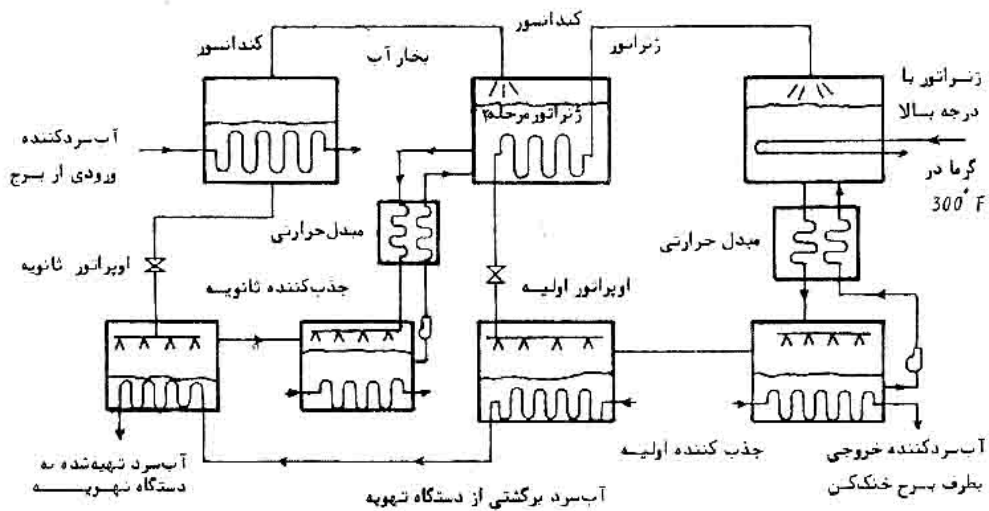 کندانسور
ژنراتور
کندانسور
بخار آب
ژنراتور مرحله ۲
ژنراتور با
درجه بالا
گرما در
300° F
آب‌سردکننده
ورودی از برج
مبدل حرارتی
مبدل حرارتی
اوپراتور ثانویه
جذب‌کننده ثانویه
اوپراتور اولیه
آب‌سرد تهیه‌شده به
دستگاه تهویه
آب‌سرد برگشتی از دستگاه تهویه
جذب کننده اولیه
آب‌سردکننده خروجی
بطرف برج خنک‌کن